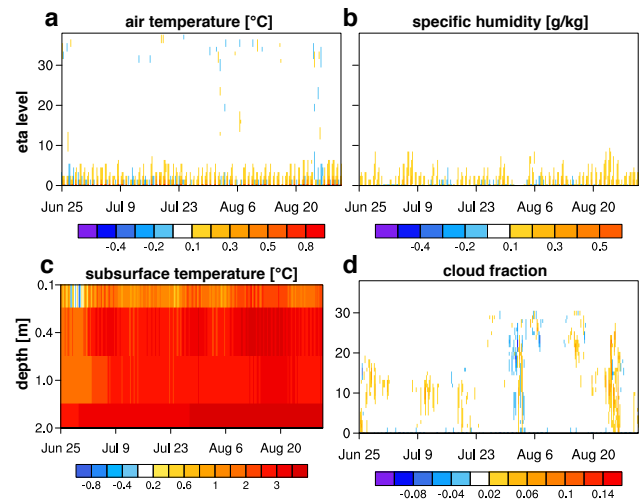 a air temperature [°C]
b specific humidity [g/kg]
eta level
30
20
10
0
Jun 25 Jul 9 Jul 23 Aug 6 Aug 20
-0.4 -0.2 0.1 0.3 0.5 0.8
30
20
10
0
Jun 25 Jul 9 Jul 23 Aug 6 Aug 20
-0.4 -0.2 0.1 0.3 0.5
c subsurface temperature [°C]
d cloud fraction
depth [m]
0.1
0.4
1.0
2.0
Jun 25 Jul 9 Jul 23 Aug 6 Aug 20
-0.8 -0.4 0.2 0.6 1 2 3
30
20
10
0
Jun 25 Jul 9 Jul 23 Aug 6 Aug 20
-0.08 -0.04 0.02 0.06 0.10 0.14